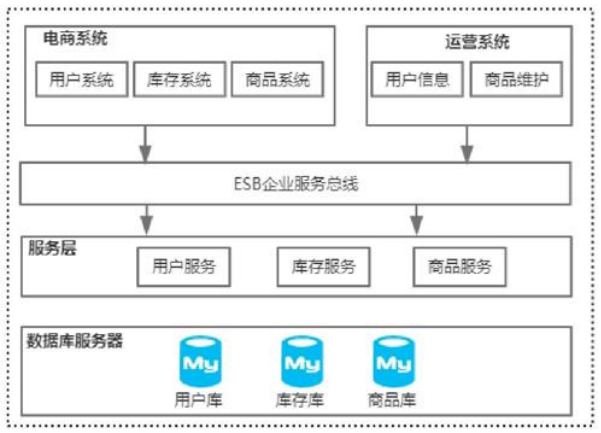 电商系统
运营系统
用户系统
库存系统
商品系统
用户信息
商品维护
ESB企业服务总线
服务层
用户服务
库存服务
商品服务
数据库服务器
My
My
My
用户库
库存库
商品库